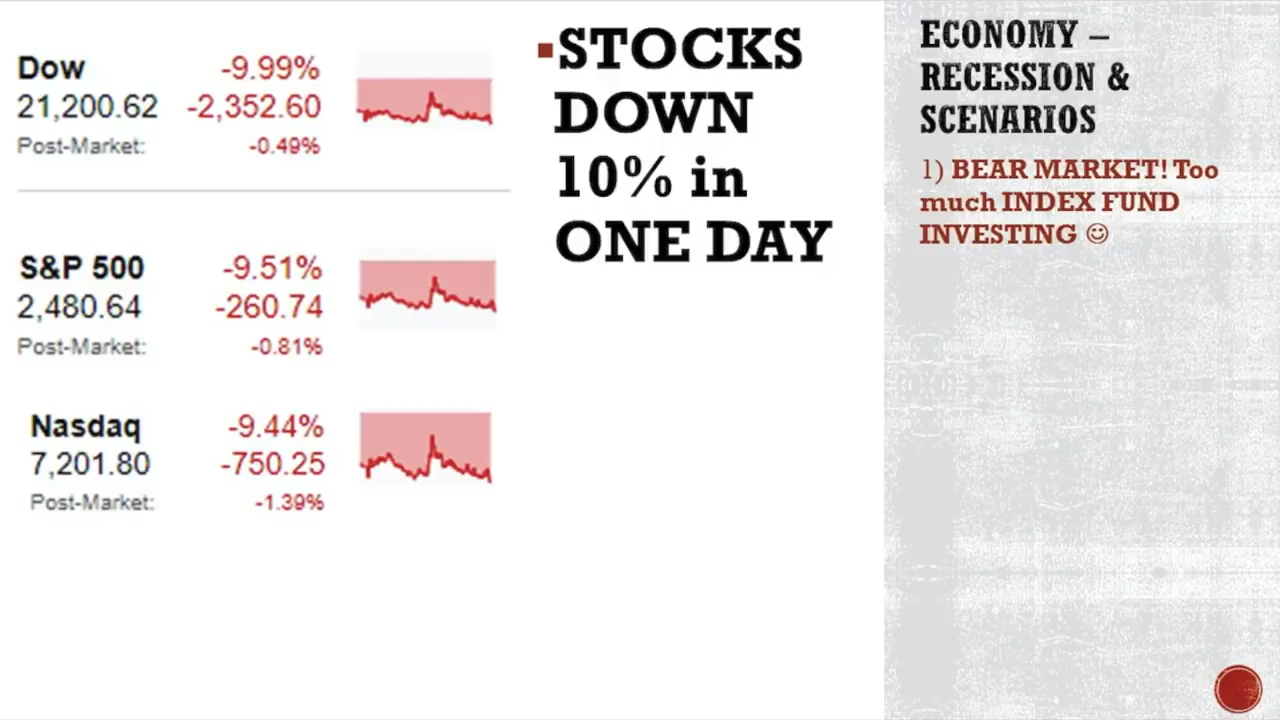 Dow -9.99%
21,200.62 -2,352.60
Post-Market: -0.49%
S&P 500 -9.51%
2,480.64 -260.74
Post-Market: -0.81%
Nasdaq -9.44%
7,201.80 -750.25
Post-Market: -1.39%
▪STOCKS
DOWN
10% in
ONE DAY
ECONOMY –
RECESSION &
SCENARIOS
1) BEAR MARKET! Too
much INDEX FUND
INVESTING ☺